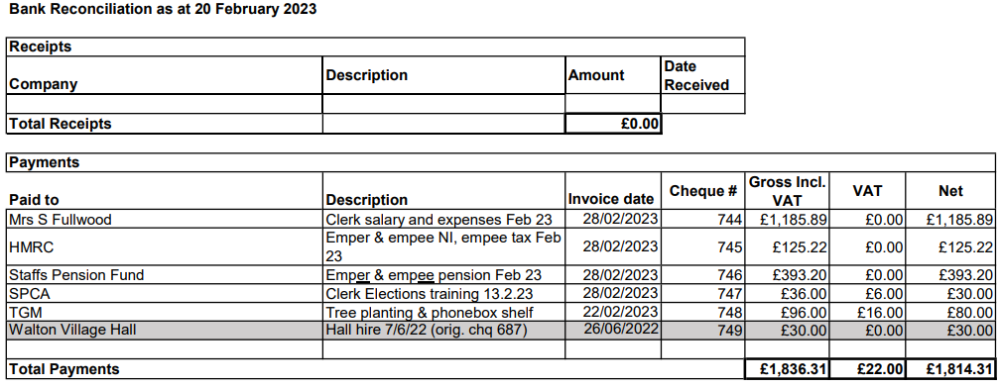 Bank Reconciliation as at 20 February 2023
Receipts
Company Description Amount Date Received
Total Receipts £0.00
Payments
Paid to Description Invoice date Cheque # Gross Incl. VAT VAT Net
Mrs S Fullwood Clerk salary and expenses Feb 23 28/02/2023 744 £1,185.89 £0.00 £1,185.89
HMRC Emper & empee NI, empee tax Feb 23 28/02/2023 745 £125.22 £0.00 £125.22
Staffs Pension Fund Emper & empee pension Feb 23 28/02/2023 746 £393.20 £0.00 £393.20
SPCA Clerk Elections training 13.2.23 28/02/2023 747 £36.00 £6.00 £30.00
TGM Tree planting & phonebox shelf 22/02/2023 748 £96.00 £16.00 £80.00
Walton Village Hall Hall hire 7/6/22 (orig. chq 687) 26/06/2022 749 £30.00 £0.00 £30.00
Total Payments £1,836.31 £22.00 £1,814.31